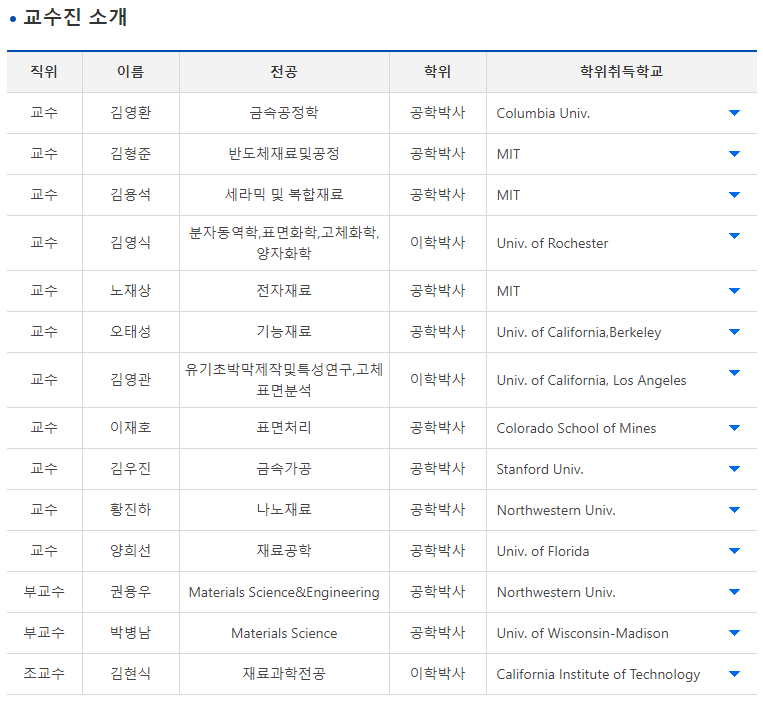 교수진 소개
직위 이름 전공 학위 학위취득학교
교수 김영환 금속공정학 공학박사 Columbia Univ.
교수 김형준 반도체재료및공정 공학박사 MIT
교수 김용석 세라믹 및 복합재료 공학박사 MIT
교수 김영식 분자동역학,표면화학,고체화학,
양자화학 이학박사 Univ. of Rochester
교수 노재상 전자재료 공학박사 MIT
교수 오태성 기능재료 공학박사 Univ. of California,Berkeley
교수 김영관 유기초박막제작및특성연구,고체
표면분석 이학박사 Univ. of California, Los Angeles
교수 이재호 표면처리 공학박사 Colorado School of Mines
교수 김우진 금속가공 공학박사 Stanford Univ.
교수 황진하 나노재료 공학박사 Northwestern Univ.
교수 양희선 재료공학 공학박사 Univ. of Florida
부교수 권용우 Materials Science&Engineering 공학박사 Northwestern Univ.
부교수 박병남 Materials Science 공학박사 Univ. of Wisconsin-Madison
조교수 김현식 재료과학전공 이학박사 California Institute of Technology